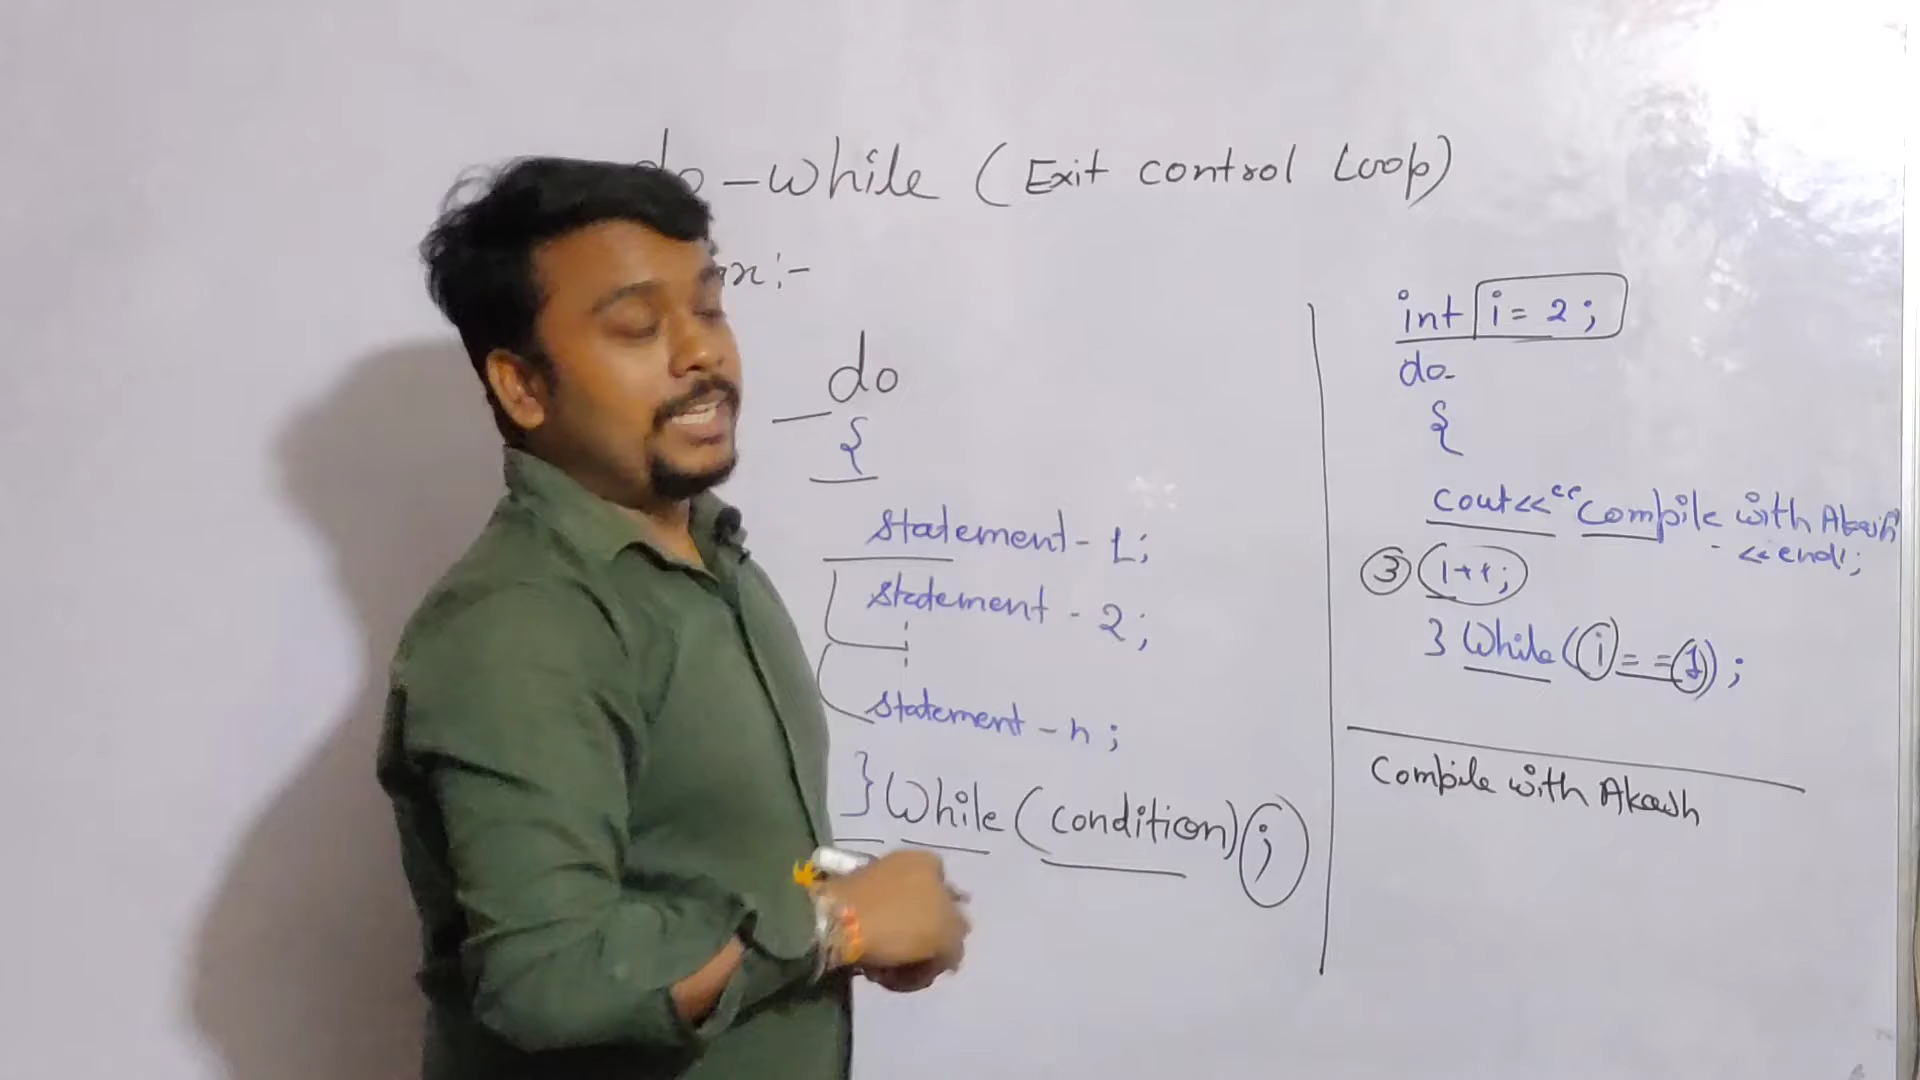 do-while (Exit control Loop)
do
{
statement-1;
statement-2;
statement-n;
} While (condition);
int i = 2;
do
{
cout<<"Compile with Akash"
<<endl;
③ i++;
} While (i==1);
Compile with Akash